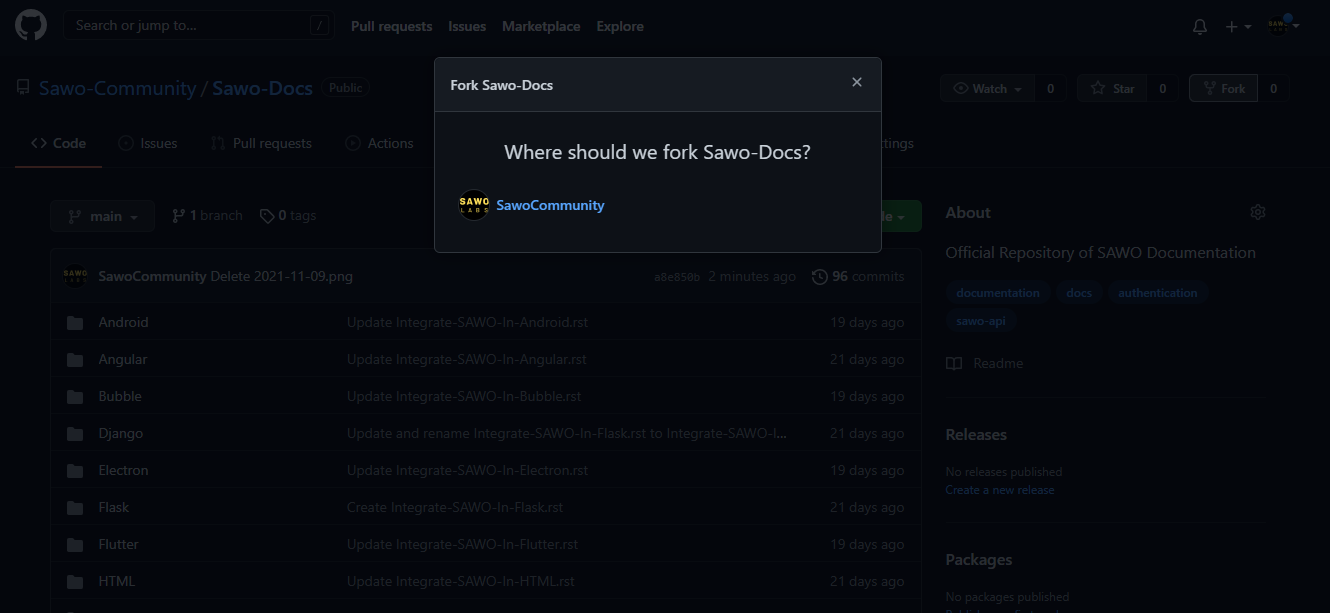 Search or jump to... /
Pull requests Issues Marketplace Explore
Sawo-Community / Sawo-Docs Public
Watch 0 Star 0 Fork 0
Code Issues Pull requests Actions ttings
Fork Sawo-Docs
Where should we fork Sawo-Docs?
SAWO LABS SawoCommunity
main 1 branch 0 tags
SawoCommunity Delete 2021-11-09.png a8e850b 2 minutes ago 96 commits
Android Update Integrate-SAWO-In-Android.rst 19 days ago
Angular Update Integrate-SAWO-In-Angular.rst 21 days ago
Bubble Update Integrate-SAWO-In-Bubble.rst 19 days ago
Django Update and rename Integrate-SAWO-In-Flask.rst to Integrate-SAWO-I... 21 days ago
Electron Update Integrate-SAWO-In-Electron.rst 19 days ago
Flask Create Integrate-SAWO-In-Flask.rst 21 days ago
Flutter Update Integrate-SAWO-In-Flutter.rst 19 days ago
HTML Update Integrate-SAWO-In-HTML.rst 21 days ago
About
Official Repository of SAWO Documentation
documentation docs authentication
sawo-api
Readme
Releases
No releases published
Create a new release
Packages
No packages published